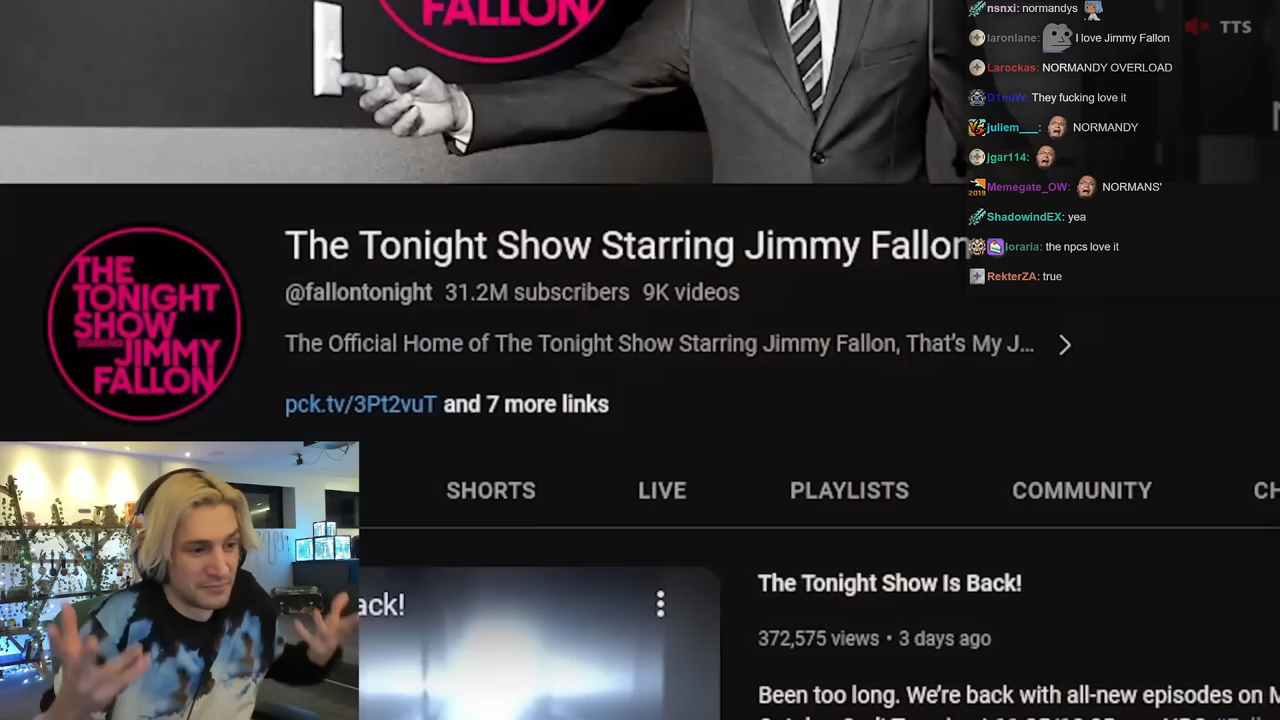 FALLON
nsnxi: normandys
TTS
laronlane: I love Jimmy Fallon
Larockas: NORMANDY OVERLOAD
D1nuW: They fucking love it
juliem___: NORMANDY
jgar114:
2019 Memegate_OW: NORMANS'
ShadowindEX: yea
loraria: the npcs love it
RekterZA: true
THE
TONIGHT
SHOW
STARRING
JIMMY
FALLON
The Tonight Show Starring Jimmy Fallon
@fallontonight 31.2M subscribers 9K videos
The Official Home of The Tonight Show Starring Jimmy Fallon, That's My J...
pck.tv/3Pt2vuT and 7 more links
SHORTS LIVE PLAYLISTS COMMUNITY CH
ack!
The Tonight Show Is Back!
372,575 views • 3 days ago
Been too long. We're back with all-new episodes on M